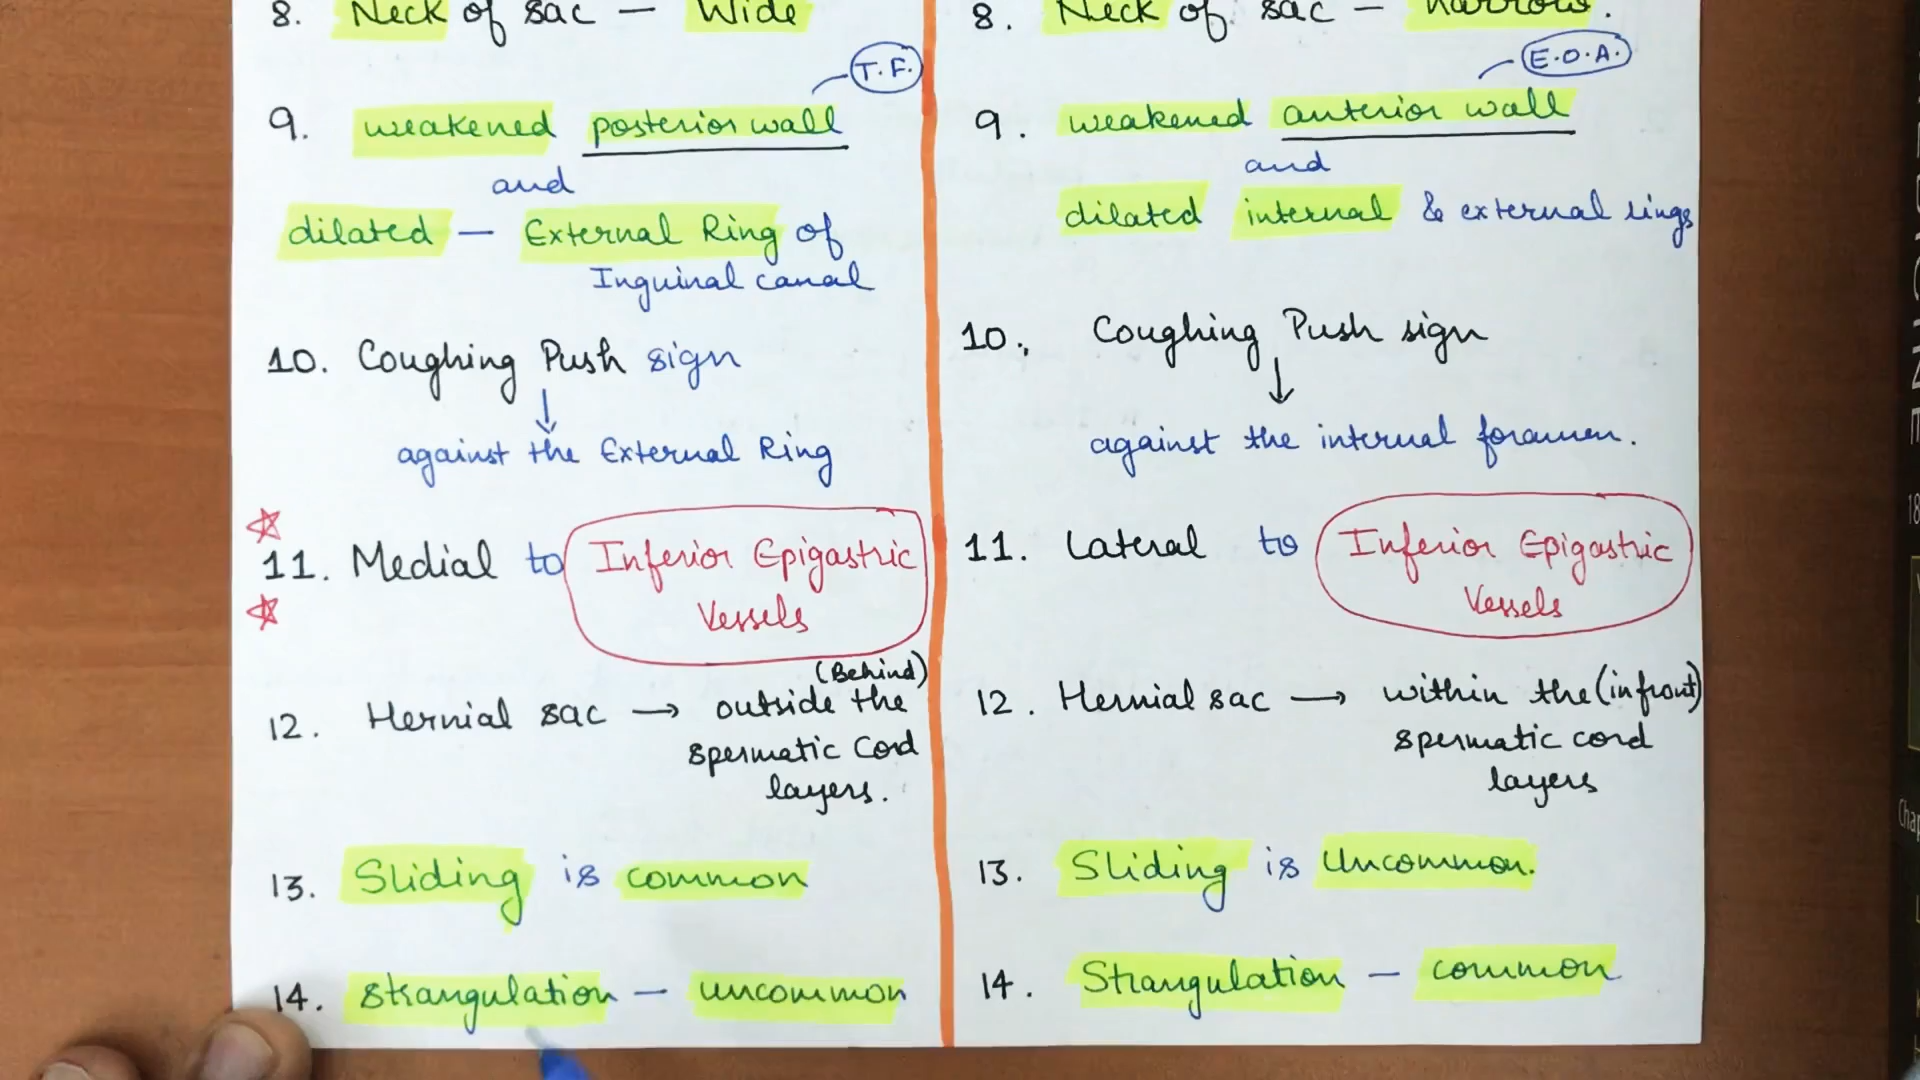 8. Neck of sac — Wide
T.F.
9. weakened posterior wall
and
dilated — External Ring of
Inguinal canal
10. Coughing Push sign
↓
against the External Ring
11. Medial to Inferior Epigastric
Vessels
(Behind)
12. Hernial sac → outside the
spermatic Cord
layers.
13. Sliding is common
14. Strangulation — uncommon
8. Neck of sac — narrow.
E.O.A.
9. weakened anterior wall
and
dilated internal & external rings
10. Coughing Push sign
↓
against the internal foramen.
11. Lateral to Inferior Epigastric
Vessels
12. Hernial sac → within the (infront)
spermatic cord
layers
13. Sliding is Uncommon.
14. Strangulation — common
18
Chap